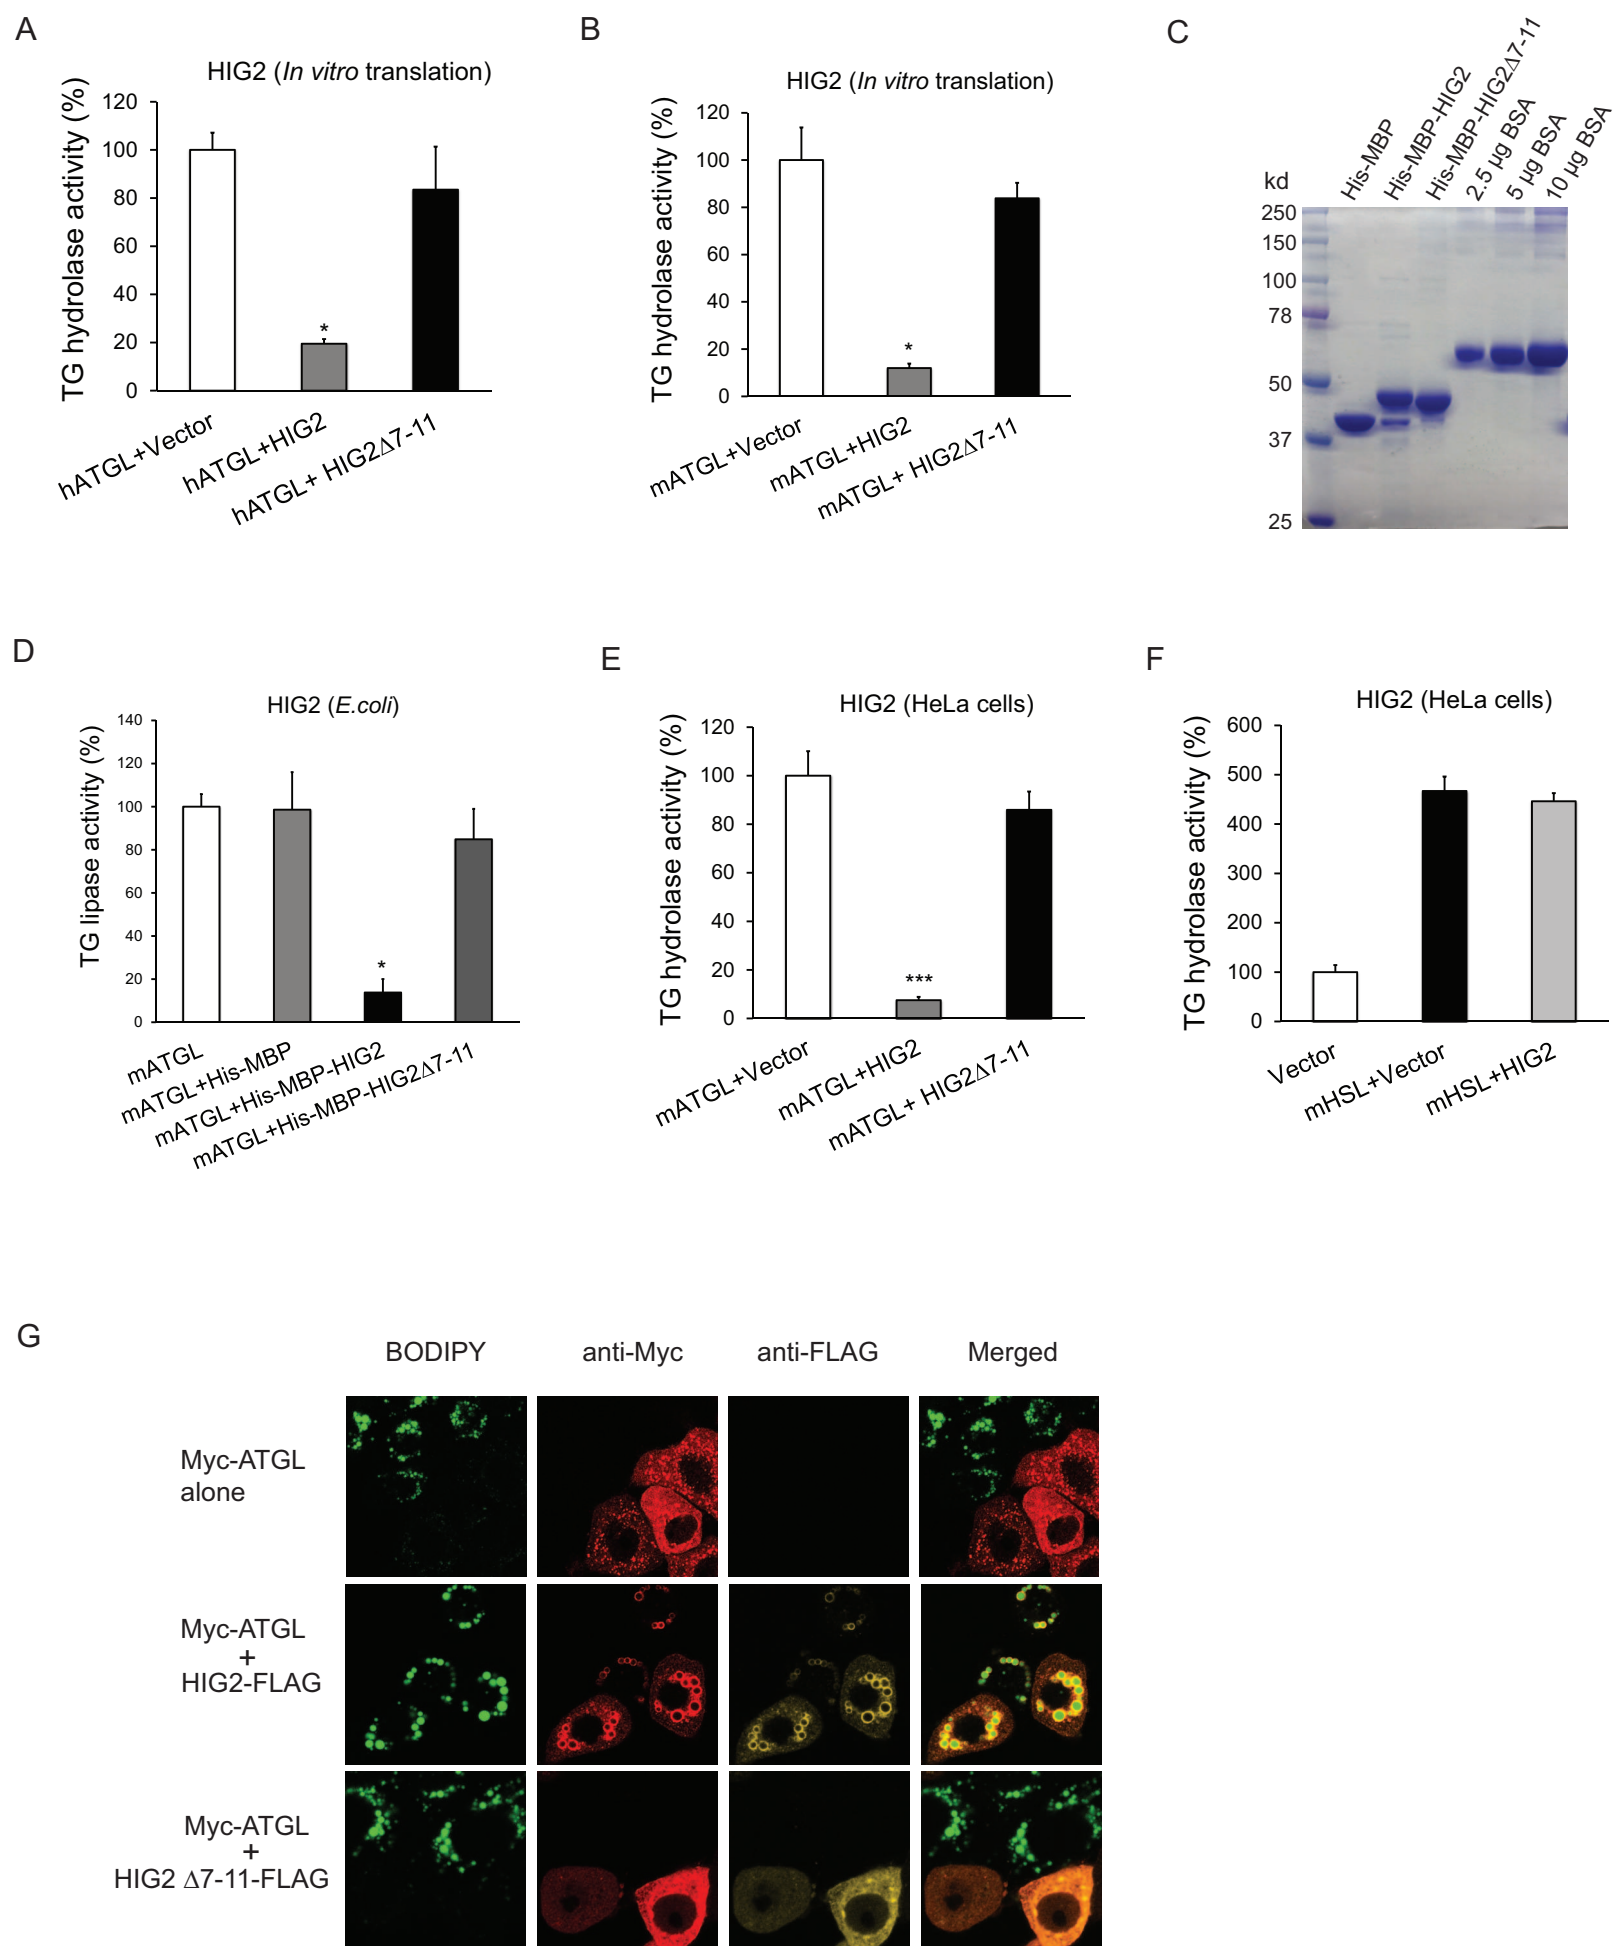 A
HIG2 (In vitro translation)
TG hydrolase activity (%)
120
100
80
60
40
20
0
*
hATGL+Vector
hATGL+HIG2
hATGL+ HIG2Δ7-11
B
HIG2 (In vitro translation)
TG hydrolase activity (%)
120
100
80
60
40
20
0
*
mATGL+Vector
mATGL+HIG2
mATGL+ HIG2Δ7-11
C
kd
His-MBP
His-MBP-HIG2
His-MBP-HIG2Δ7-11
2.5 µg BSA
5 µg BSA
10 µg BSA
250
150
100
78
50
37
25
D
HIG2 (E.coli)
TG lipase activity (%)
140
120
100
80
60
40
20
0
*
mATGL
mATGL+His-MBP
mATGL+His-MBP-HIG2
mATGL+His-MBP-HIG2Δ7-11
E
HIG2 (HeLa cells)
TG hydrolase activity (%)
120
100
80
60
40
20
0
***
mATGL+Vector
mATGL+HIG2
mATGL+ HIG2Δ7-11
F
HIG2 (HeLa cells)
TG hydrolase activity (%)
600
500
400
300
200
100
0
Vector
mHSL+Vector
mHSL+HIG2
G
BODIPY anti-Myc anti-FLAG Merged
Myc-ATGL
alone
Myc-ATGL
+
HIG2-FLAG
Myc-ATGL
+
HIG2 Δ7-11-FLAG